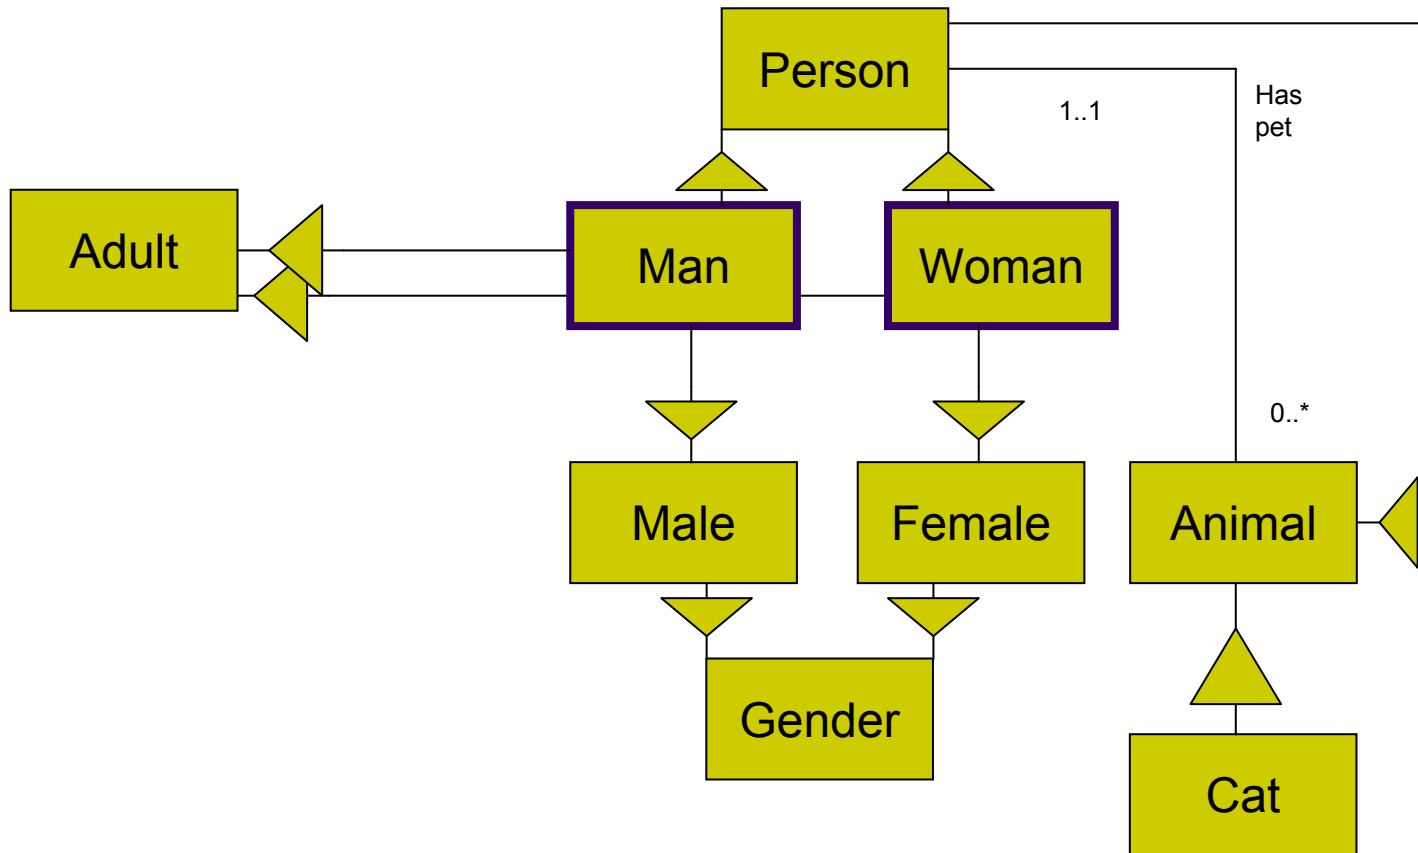 Person
1..1
Has
pet
Adult
Man
Woman
0..*
Male
Female
Animal
Gender
Cat